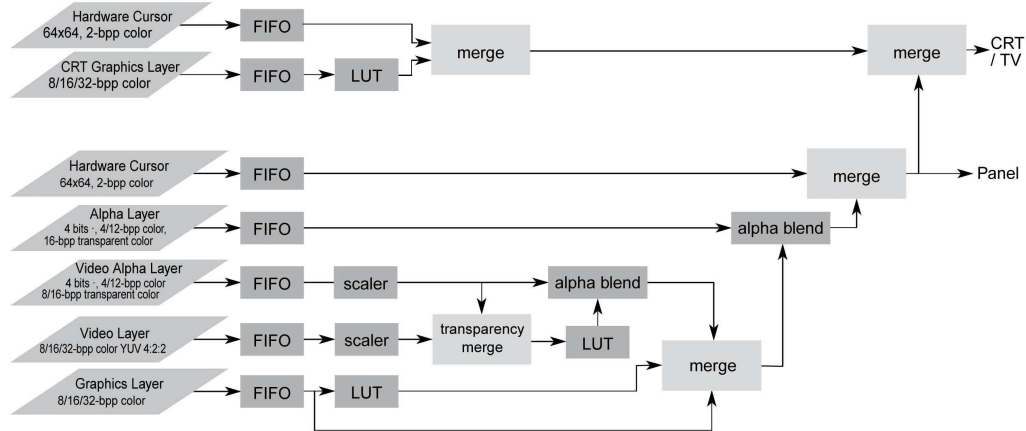 Hardware Cursor
64x64, 2-bpp color
FIFO
merge
merge
CRT
/ TV
CRT Graphics Layer
8/16/32-bpp color
FIFO
LUT
Hardware Cursor
64x64, 2-bpp color
FIFO
merge
Panel
Alpha Layer
4 bits ·, 4/12-bpp color,
16-bpp transparent color
FIFO
alpha blend
Video Alpha Layer
4 bits ·, 4/12-bpp color
8/16-bpp transparent color
FIFO
scaler
alpha blend
Video Layer
8/16/32-bpp color YUV 4:2:2
FIFO
scaler
transparency
merge
LUT
merge
Graphics Layer
8/16/32-bpp color
FIFO
LUT